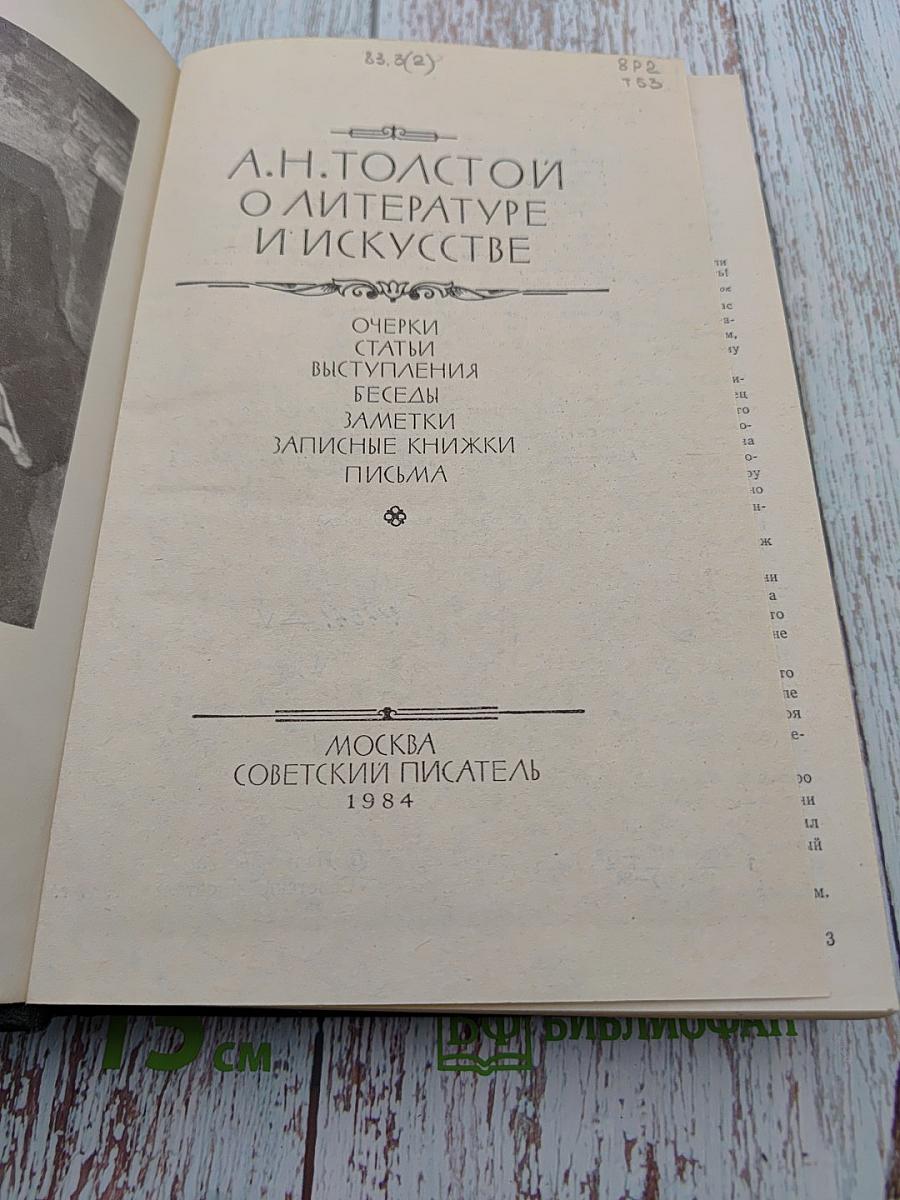 83.3(2)
8Р2
Т53
А.Н.ТОЛСТОЙ
О ЛИТЕРАТУРЕ
И ИСКУССТВЕ
ОЧЕРКИ
СТАТЬИ
ВЫСТУПЛЕНИЯ
БЕСЕДЫ
ЗАМЕТКИ
ЗАПИСНЫЕ КНИЖКИ
ПИСЬМА
МОСКВА
СОВЕТСКИЙ ПИСАТЕЛЬ
1984
3
15 СМ
БФ БИБЛИОФАН